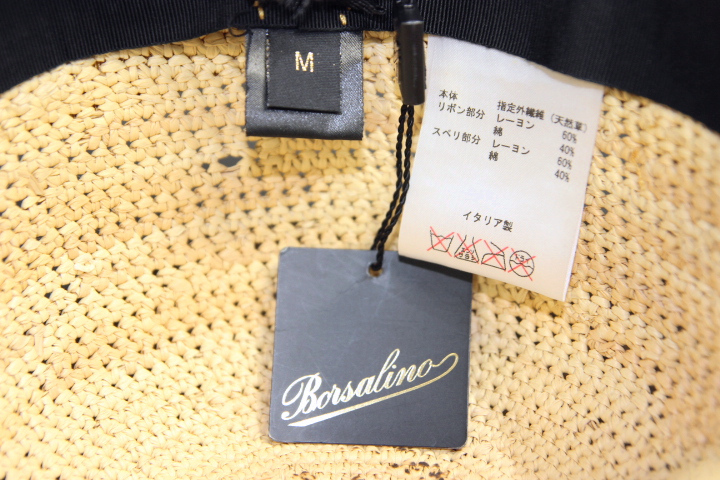 M
本体 指定外繊維（天然草）
リボン部分 レーヨン 60%
綿 40%
スベリ部分 レーヨン 60%
綿 40%
イタリア製
Borsalino